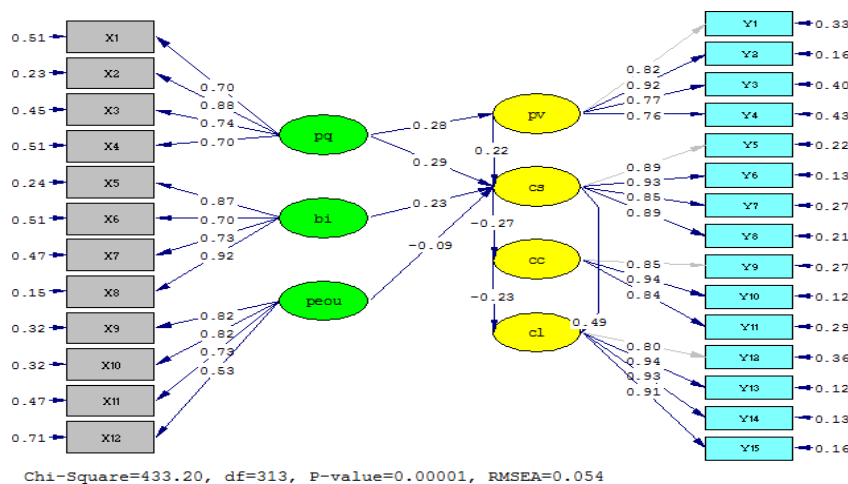 0.51 X1
0.23 X2
0.45 X3
0.51 X4
0.24 X5
0.51 X6
0.47 X7
0.15 X8
0.32 X9
0.32 X10
0.47 X11
0.71 X12
0.70
0.88
0.74
0.70
0.87
0.70
0.73
0.92
0.82
0.82
0.73
0.53
pq
bi
peou
0.28
0.29
0.23
-0.09
pv
0.22
cs
-0.27
cc
-0.23
cl
0.49
0.82
0.92
0.77
0.76
0.89
0.93
0.85
0.89
0.85
0.94
0.84
0.80
0.94
0.93
0.91
Y1 0.33
Y2 0.16
Y3 0.40
Y4 0.43
Y5 0.22
Y6 0.13
Y7 0.27
Y8 0.21
Y9 0.27
Y10 0.12
Y11 0.29
Y12 0.36
Y13 0.12
Y14 0.13
Y15 0.16
Chi-Square=433.20, df=313, P-value=0.00001, RMSEA=0.054